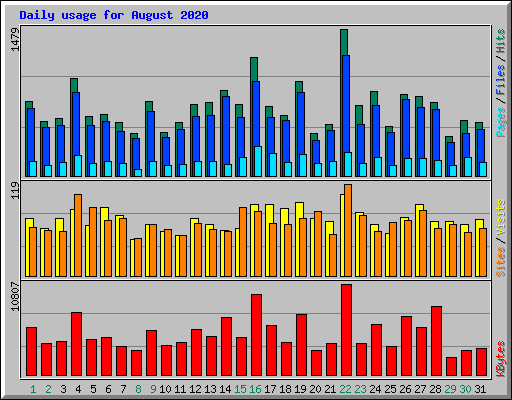 Daily usage for August 2020
1479
Pages / Files / Hits
119
Sites / Visits
10807
KBytes
1 2 3 4 5 6 7 8 9 10 11 12 13 14 15 16 17 18 19 20 21 22 23 24 25 26 27 28 29 30 31